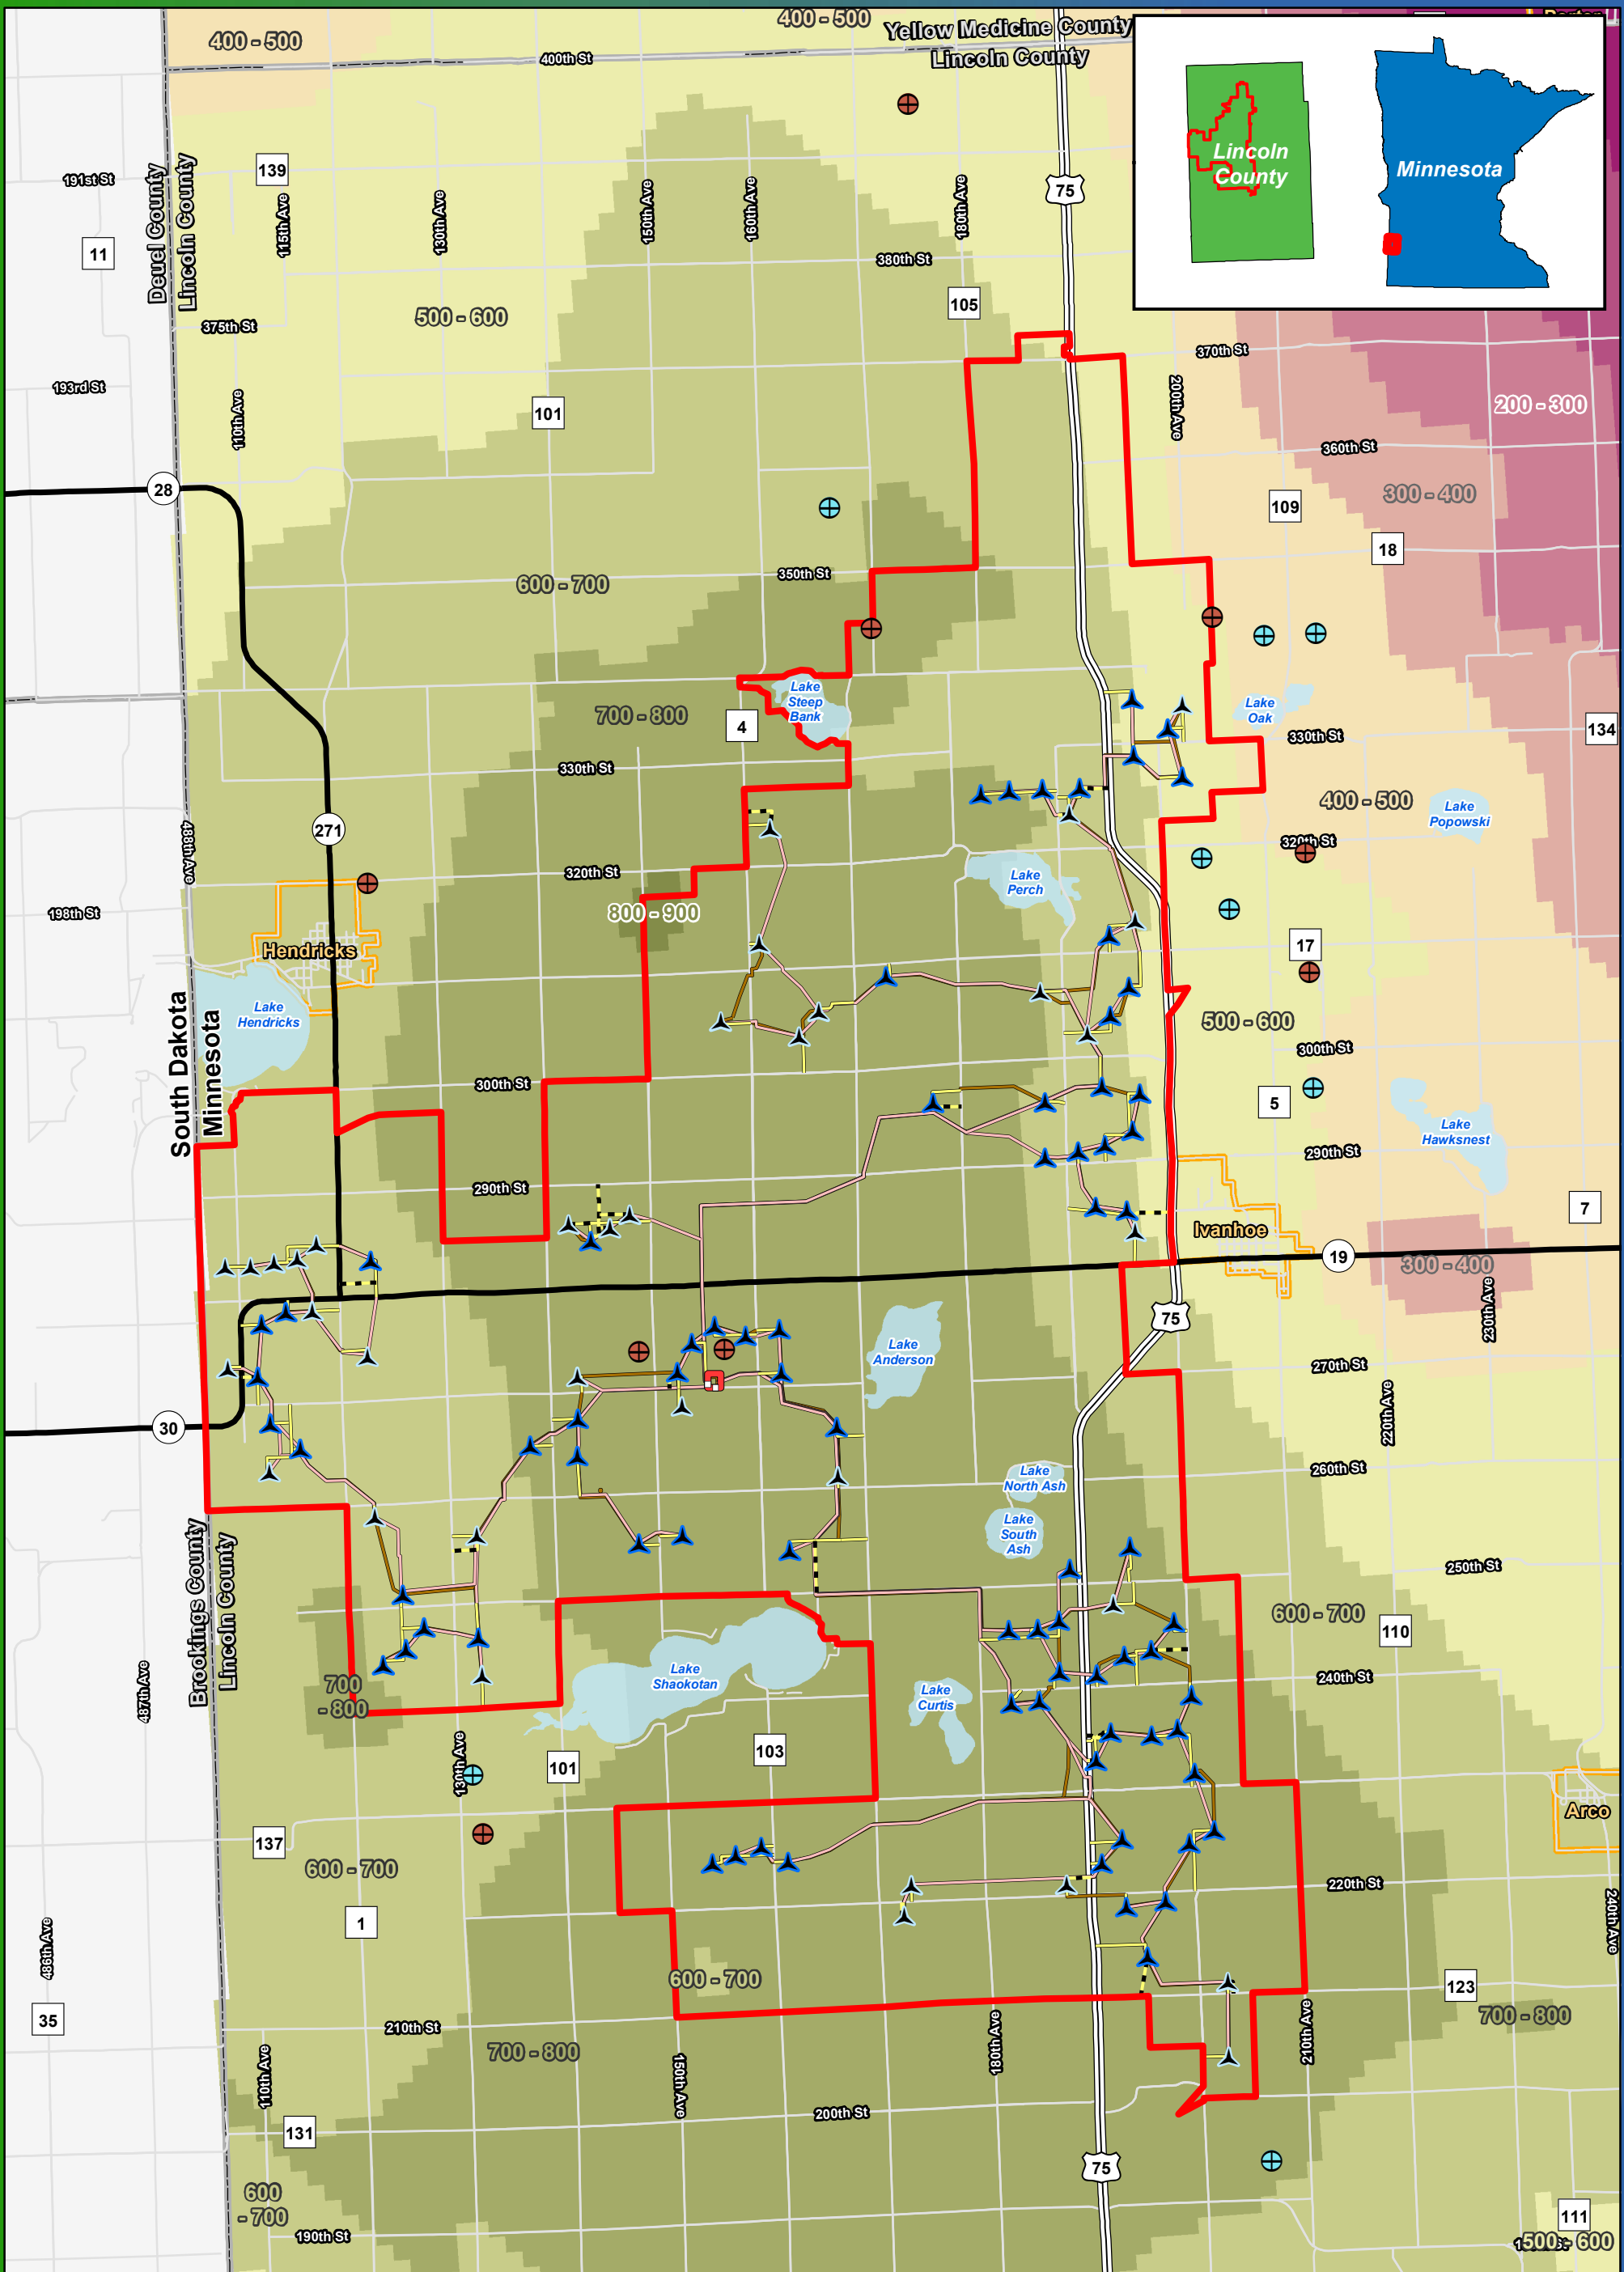 400 - 500
400 - 500
Yellow Medicine County
Lincoln County
400th St
Lincoln
County
Minnesota
191st St
139
11
Deuel County
Lincoln County
115th Ave
130th Ave
150th Ave
160th Ave
180th Ave
75
380th St
105
375th St
500 - 600
370th St
193rd St
110th Ave
101
200th Ave
200 - 300
360th St
28
109
300 - 400
18
350th St
600 - 700
Lake
Steep
Bank
700 - 800
4
Lake
Oak
330th St
134
330th St
400 - 500
Lake
Popowski
271
488th Ave
320th St
320th St
Lake
Perch
198th St
800 - 900
Hendricks
17
Lake
Hendricks
500 - 600
South Dakota
Minnesota
300th St
300th St
5
Lake
Hawksnest
290th St
290th St
7
Ivanhoe
19
300 - 400
230th Ave
75
Lake
Anderson
270th St
220th Ave
30
260th St
Lake
North Ash
Lake
South
Ash
Brookings County
Lincoln County
250th St
600 - 700
110
487th Ave
700
- 800
Lake
Shaokotan
240th St
Lake
Curtis
130th Ave
101
103
Arco
137
600 - 700
220th St
1
486th Ave
240th Ave
600 - 700
123
35
210th St
700 - 800
110th Ave
150th Ave
180th Ave
210th Ave
700 - 800
131
200th St
75
600
- 700
190th St
111
500 - 600